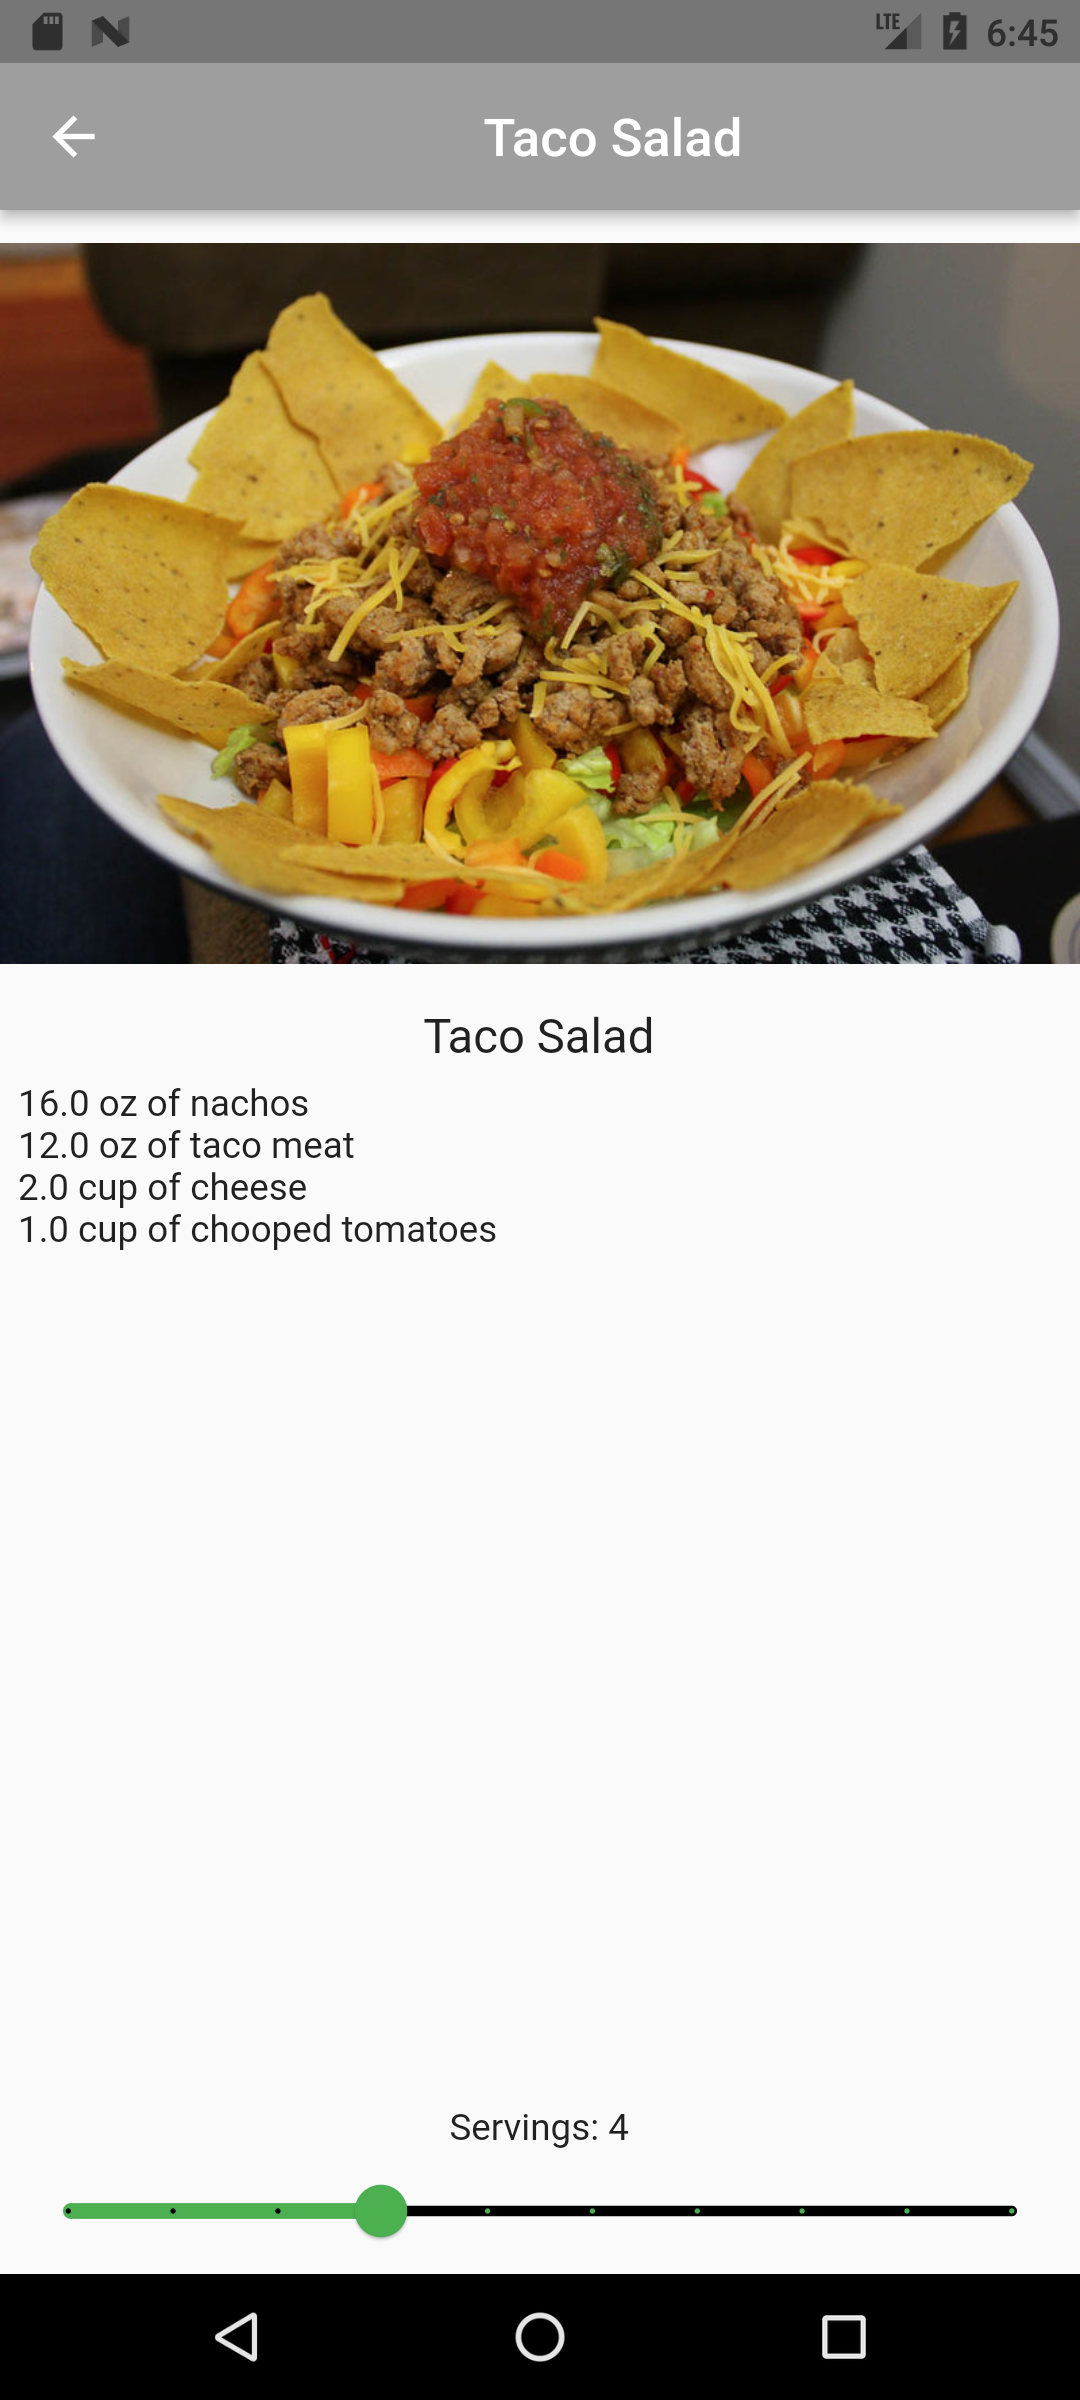 LTE 6:45
Taco Salad
Taco Salad
16.0 oz of nachos
12.0 oz of taco meat
2.0 cup of cheese
1.0 cup of chooped tomatoes
Servings: 4